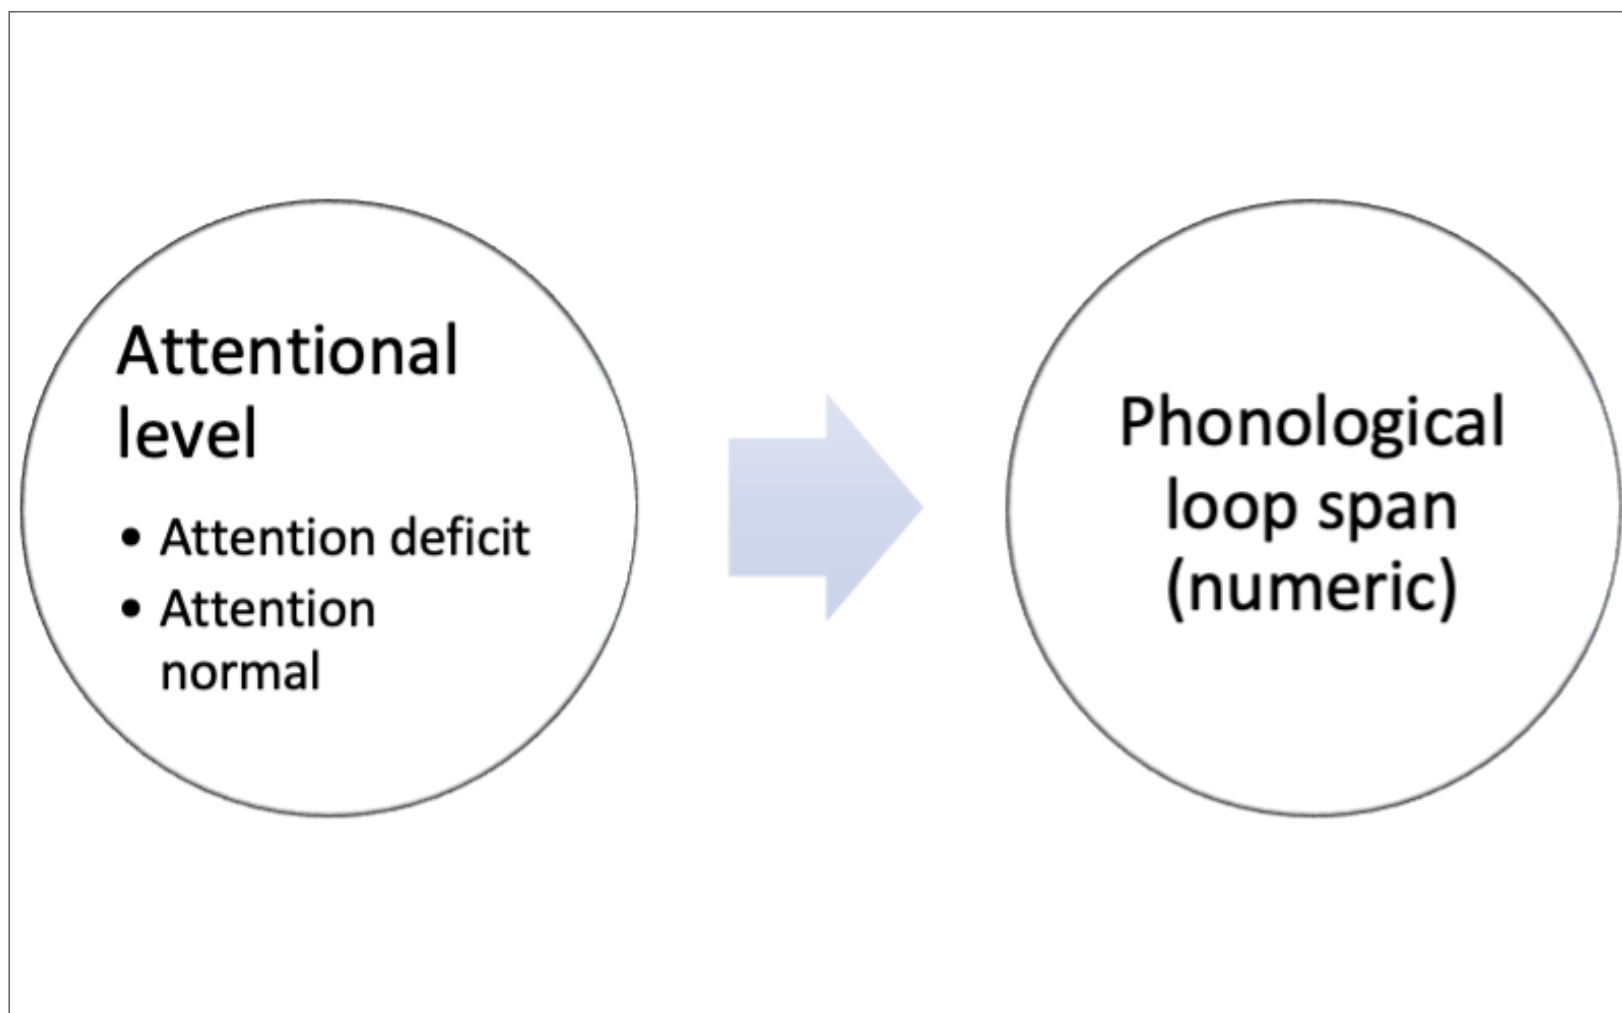 Attentional
level
• Attention deficit
• Attention
normal
Phonological
loop span
(numeric)